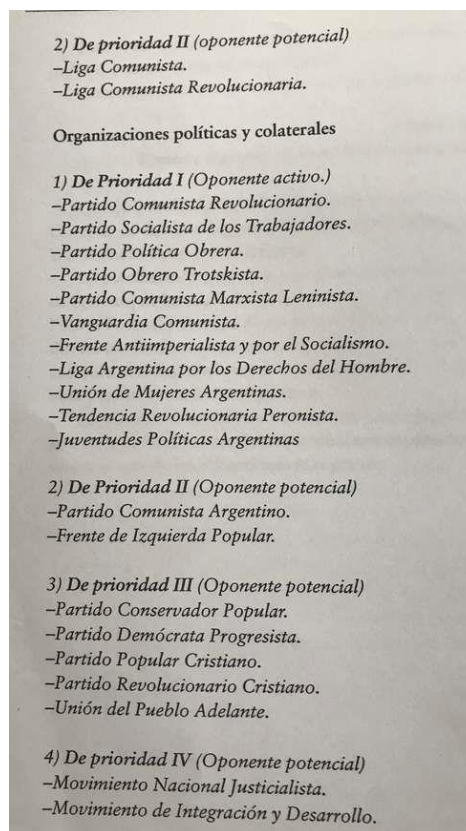 2) De prioridad II (oponente potencial)
–Liga Comunista.
–Liga Comunista Revolucionaria.
Organizaciones políticas y colaterales
1) De Prioridad I (Oponente activo.)
–Partido Comunista Revolucionario.
–Partido Socialista de los Trabajadores.
–Partido Política Obrera.
–Partido Obrero Trotskista.
–Partido Comunista Marxista Leninista.
–Vanguardia Comunista.
–Frente Antiimperialista y por el Socialismo.
–Liga Argentina por los Derechos del Hombre.
–Unión de Mujeres Argentinas.
–Tendencia Revolucionaria Peronista.
–Juventudes Políticas Argentinas
2) De Prioridad II (Oponente potencial)
–Partido Comunista Argentino.
–Frente de Izquierda Popular.
3) De prioridad III (Oponente potencial)
–Partido Conservador Popular.
–Partido Demócrata Progresista.
–Partido Popular Cristiano.
–Partido Revolucionario Cristiano.
–Unión del Pueblo Adelante.
4) De prioridad IV (Oponente potencial)
–Movimiento Nacional Justicialista.
–Movimiento de Integración y Desarrollo.